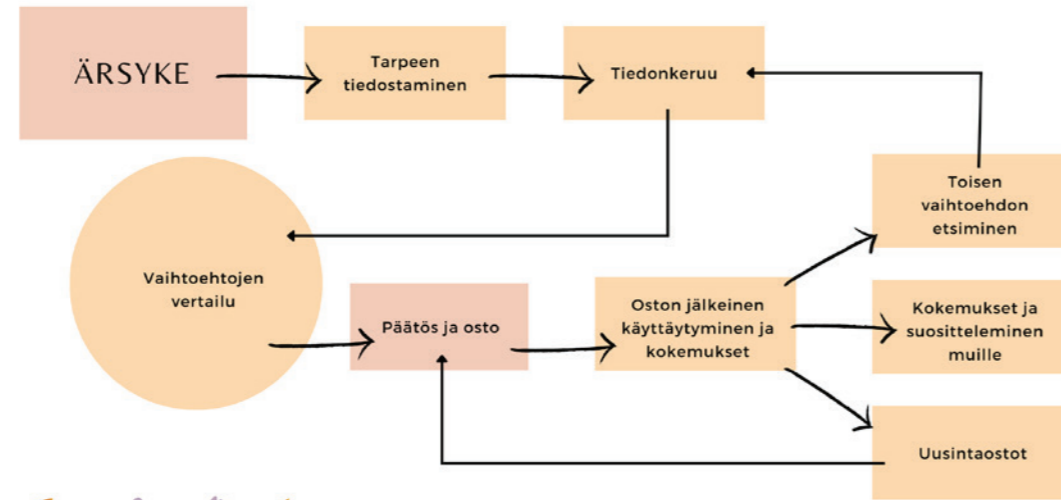 ÄRSYKE
Tarpeen
tiedostaminen
Tiedonkeruu
Toisen
vaihtoehdon
etsiminen
Vaihtoehtojen
vertailu
Päätös ja osto
Oston jälkeinen
käyttäytyminen ja
kokemukset
Kokemukset ja
suositteleminen
muille
Uusintaostot